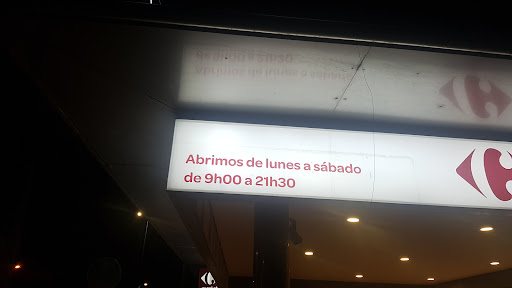 Abrimos de lunes a sábado
de 9h00 a 21h30